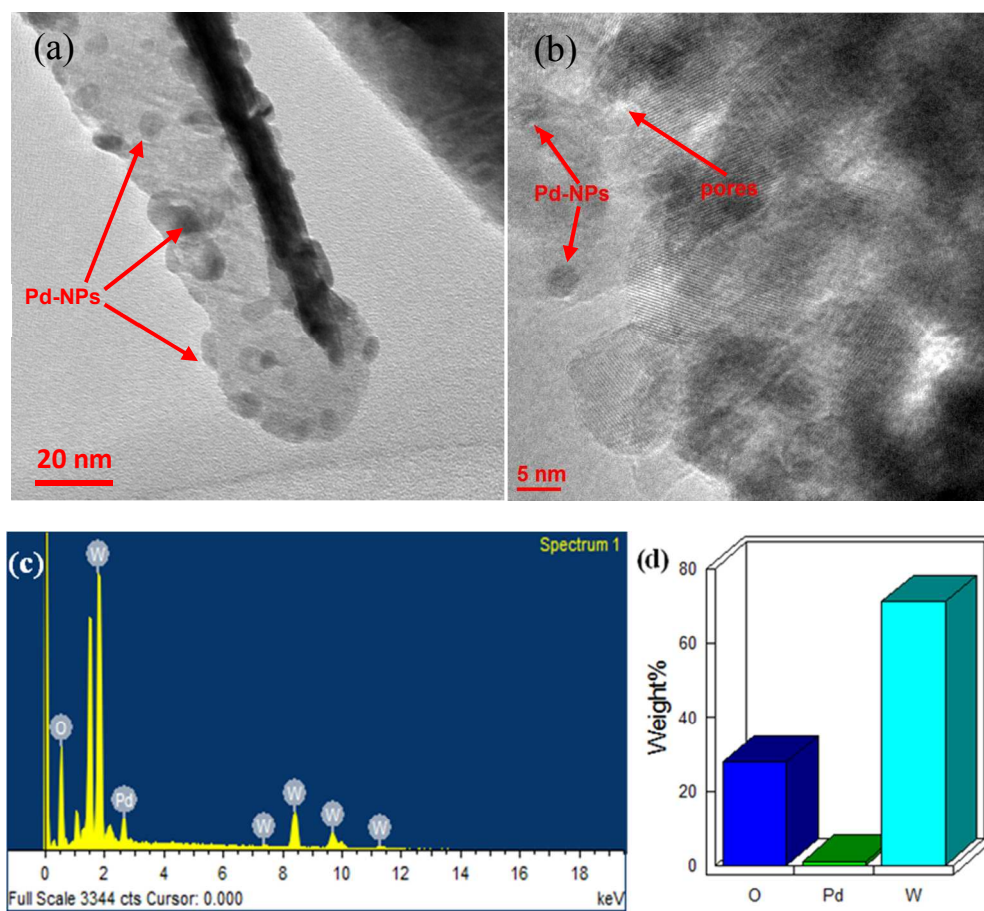 (a)
Pd-NPs
20 nm
(b)
Pd-NPs
pores
5 nm
(c)
Spectrum 1
W
O
Pd
W
W
W
W
0 2 4 6 8 10 12 14 16 18
Full Scale 3344 cts Cursor: 0.000 keV
(d)
Weight%
80
60
40
20
0
O Pd W